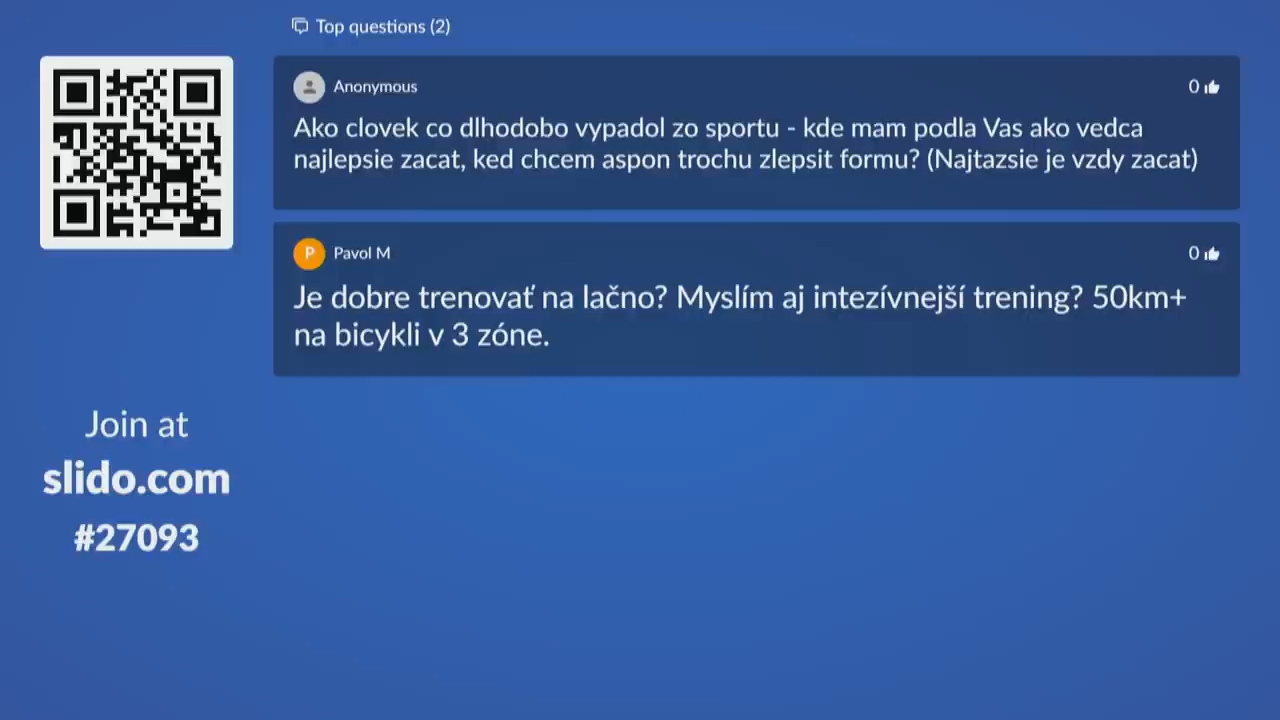 Top questions (2)
Anonymous
0
Ako clovek co dlhodobo vypadol zo sportu - kde mam podla Vas ako vedca
najlepsie zacat, ked chcem aspon trochu zlepsit formu? (Najtazsie je vzdy zacat)
P
Pavol M
0
Je dobre trenovať na lačno? Myslím aj intezívnejší trening? 50km+
na bicykli v 3 zóne.
Join at
slido.com
#27093